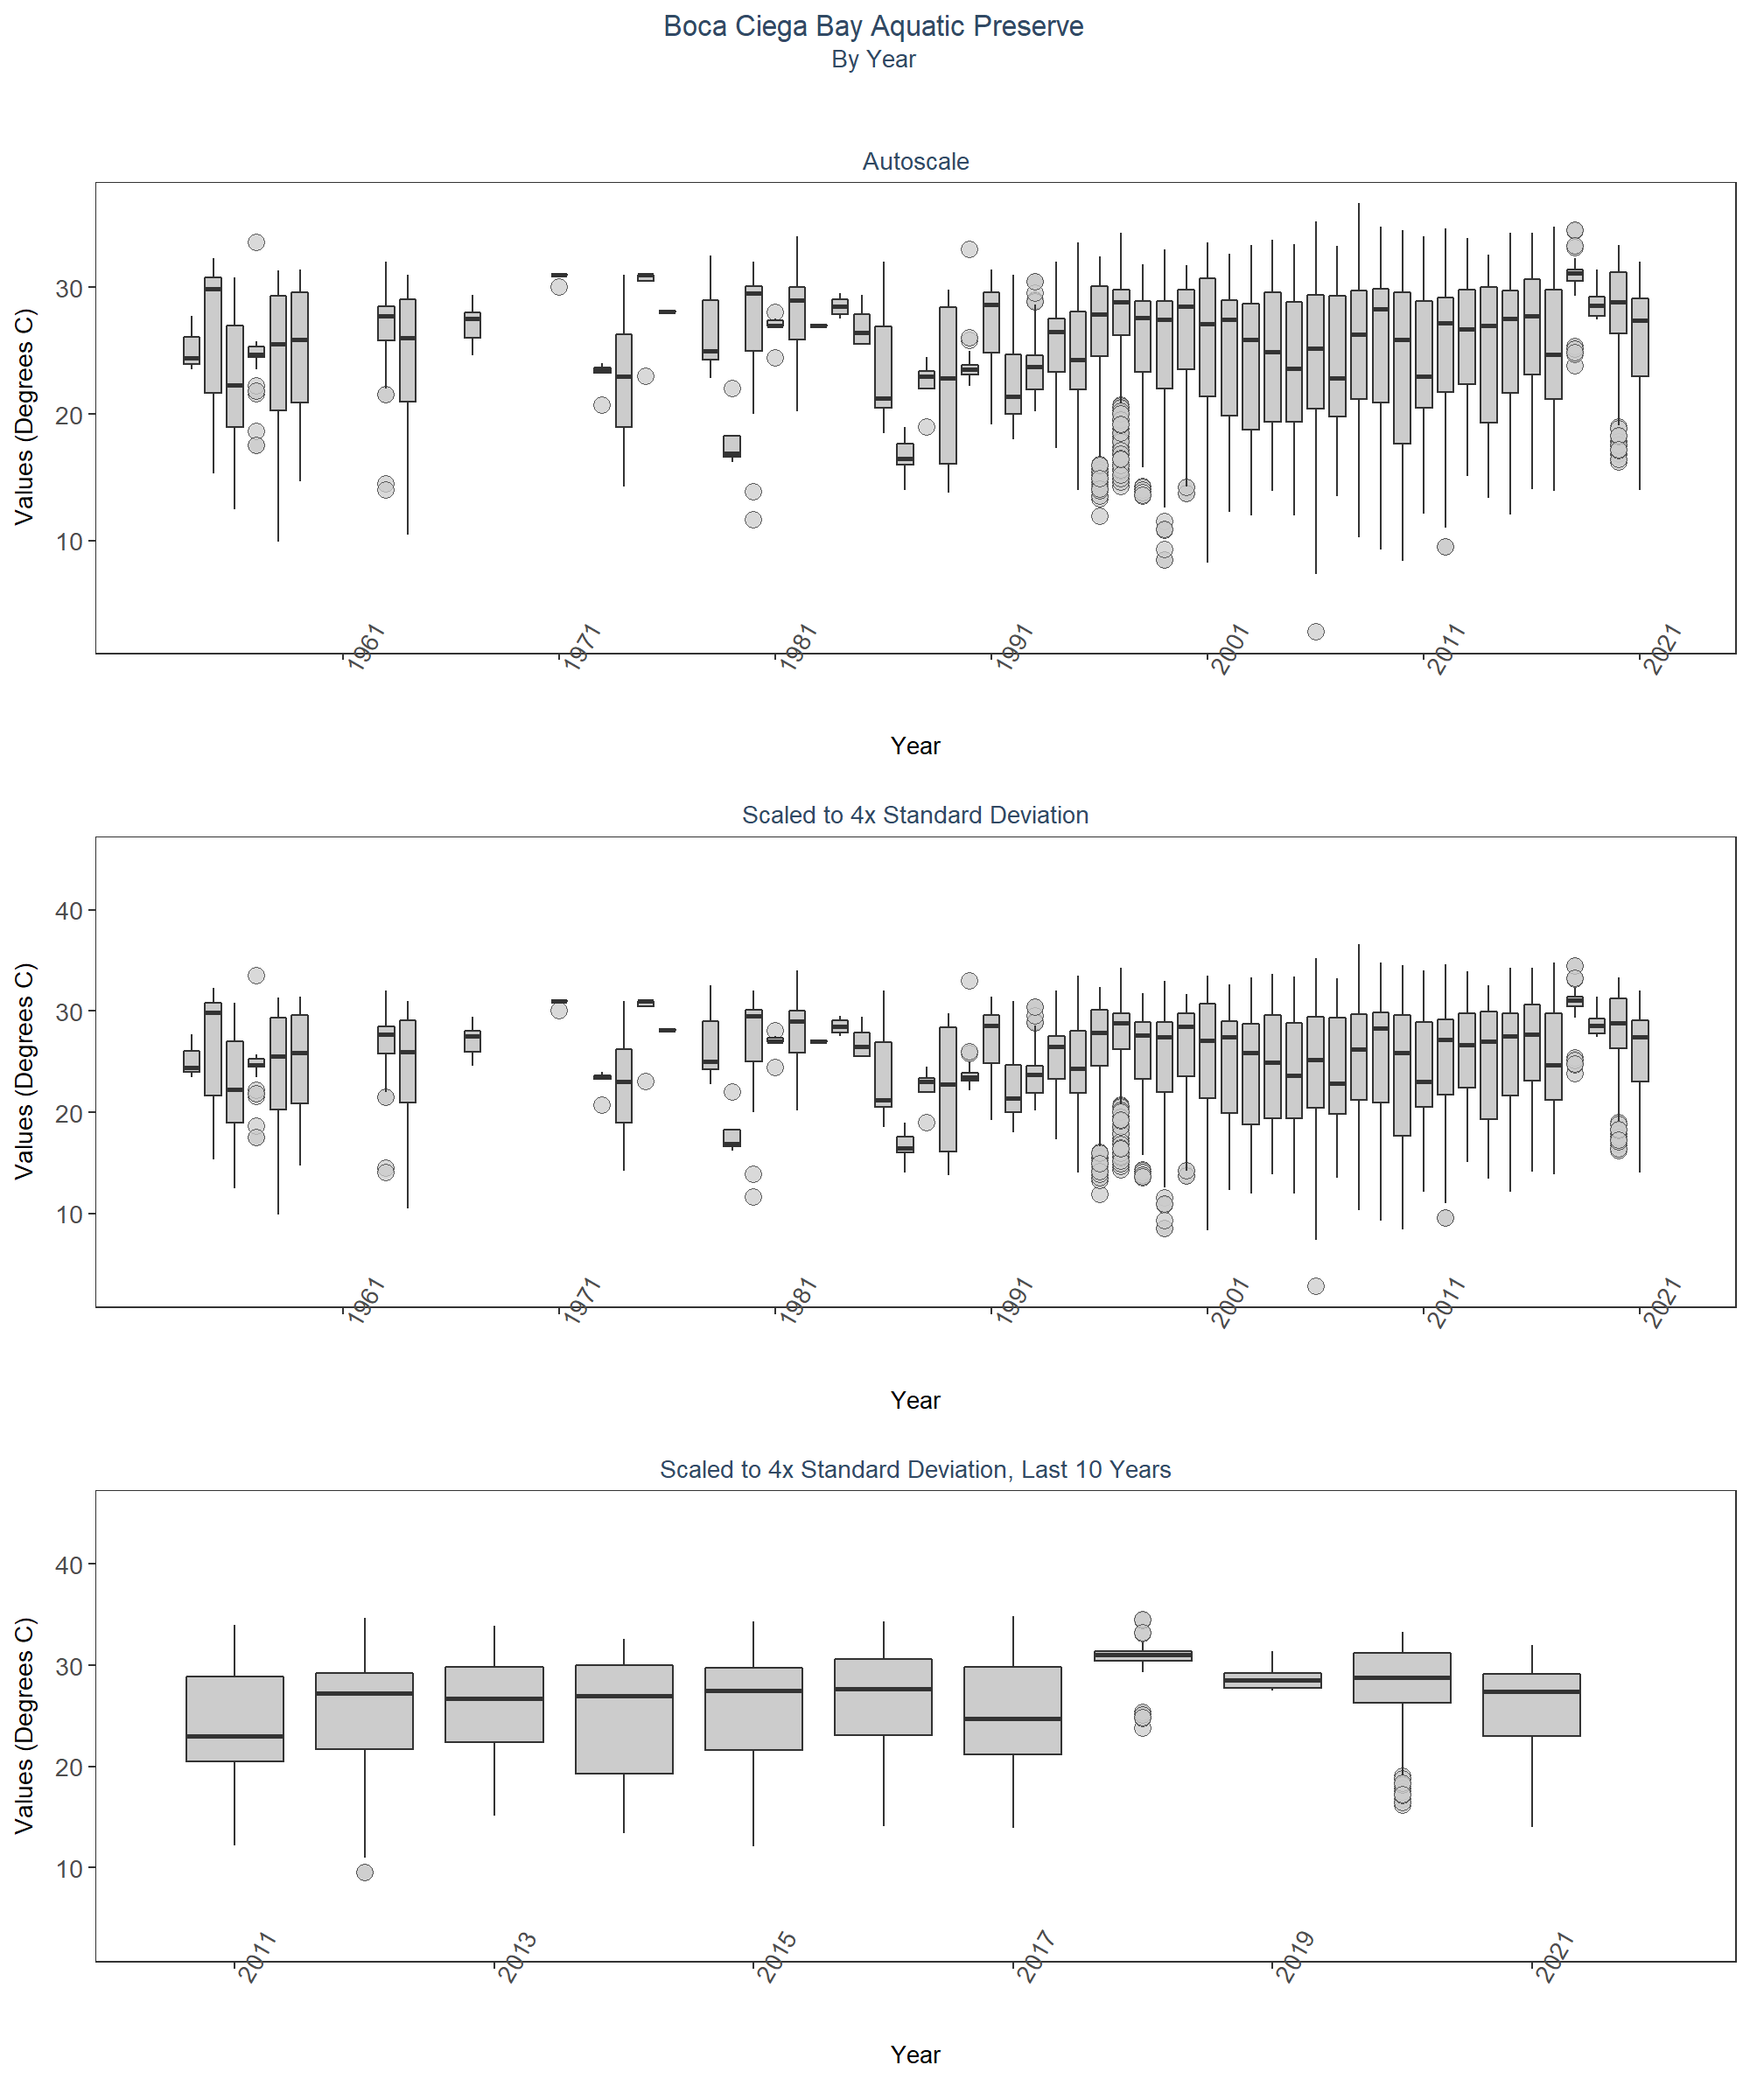 Boca Ciega Bay Aquatic Preserve
By Year
Autoscale
Values (Degrees C)
30
20
10
1961
1971
1981
1991
2001
2011
2021
Year
Scaled to 4x Standard Deviation
Values (Degrees C)
40
30
20
10
1961
1971
1981
1991
2001
2011
2021
Year
Scaled to 4x Standard Deviation, Last 10 Years
Values (Degrees C)
40
30
20
10
2011
2013
2015
2017
2019
2021
Year